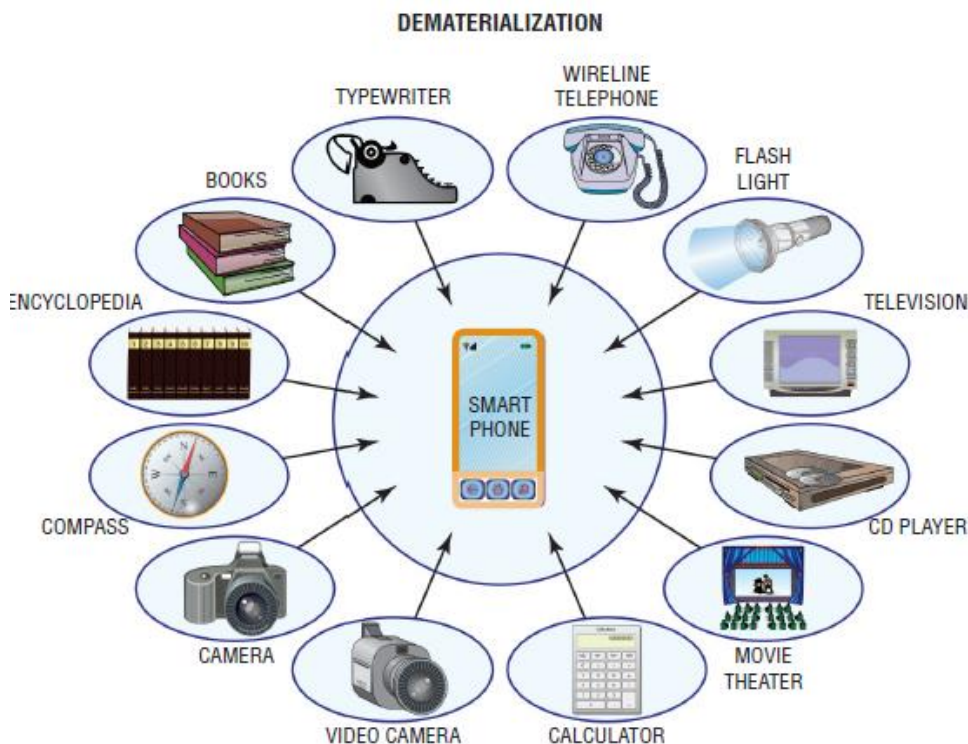 DEMATERIALIZATION
TYPEWRITER
WIRELINE
TELEPHONE
BOOKS
FLASH
LIGHT
ENCYCLOPEDIA
TELEVISION
SMART
PHONE
COMPASS
CD PLAYER
CAMERA
MOVIE
THEATER
VIDEO CAMERA
CALCULATOR